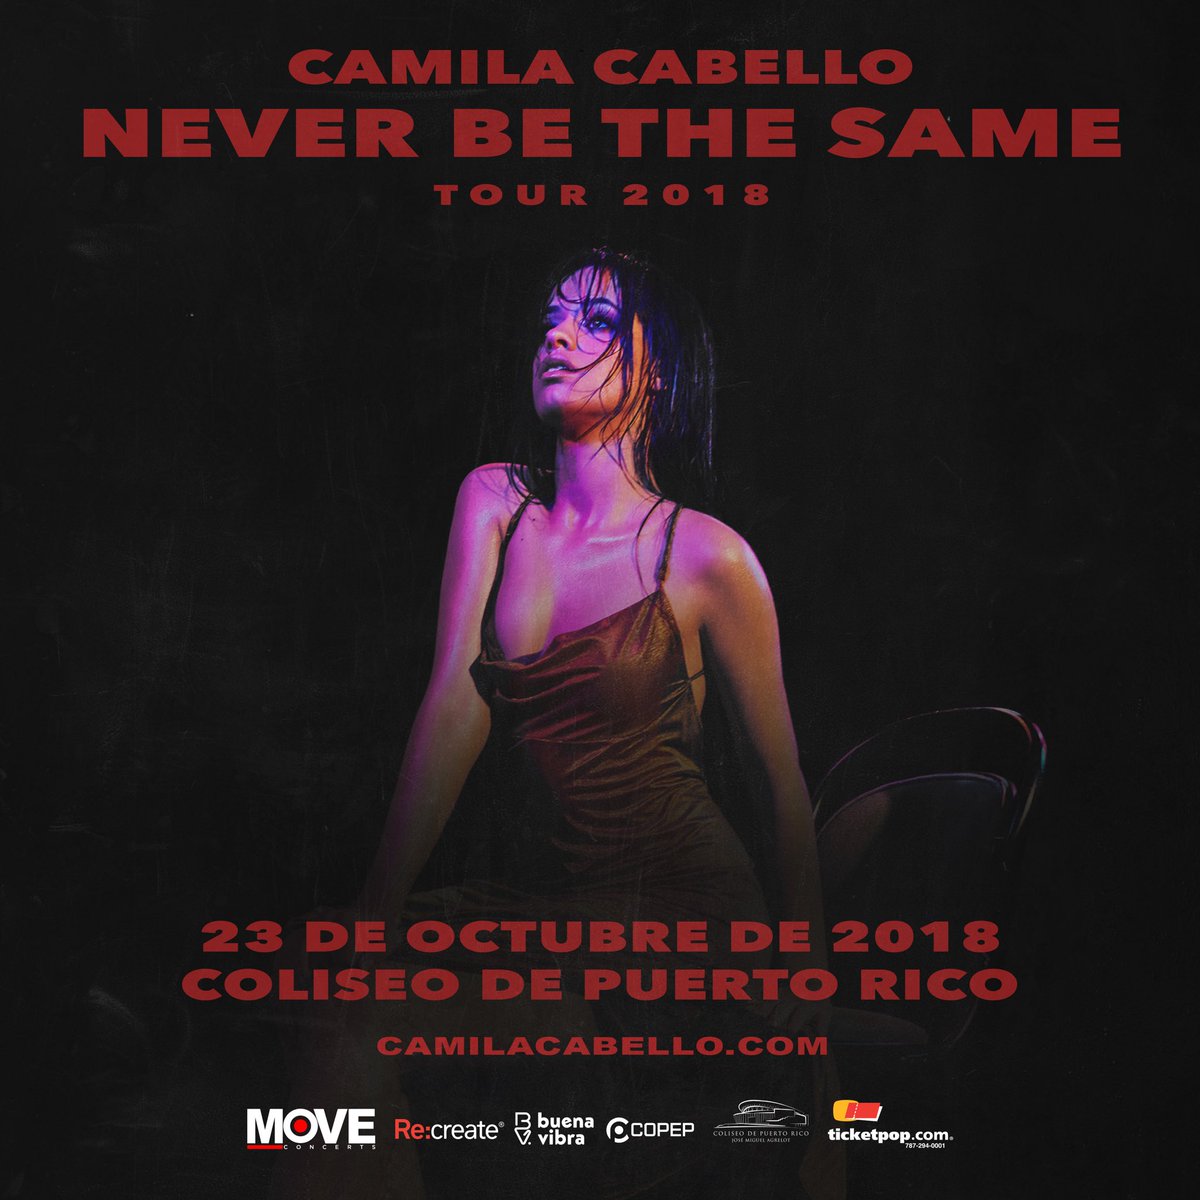 CAMILA CABELLO
NEVER BE THE SAME
TOUR 2018
23 DE OCTUBRE DE 2018
COLISEO DE PUERTO RICO
CAMILACABELLO.COM
MOVE
CONCERTS
Re:create®
BV.
buena
vibra
COPEP
COLISEO DE PUERTO RICO
JOSÉ MIGUEL AGRELOT
ticketpop.com®
787-294-0001